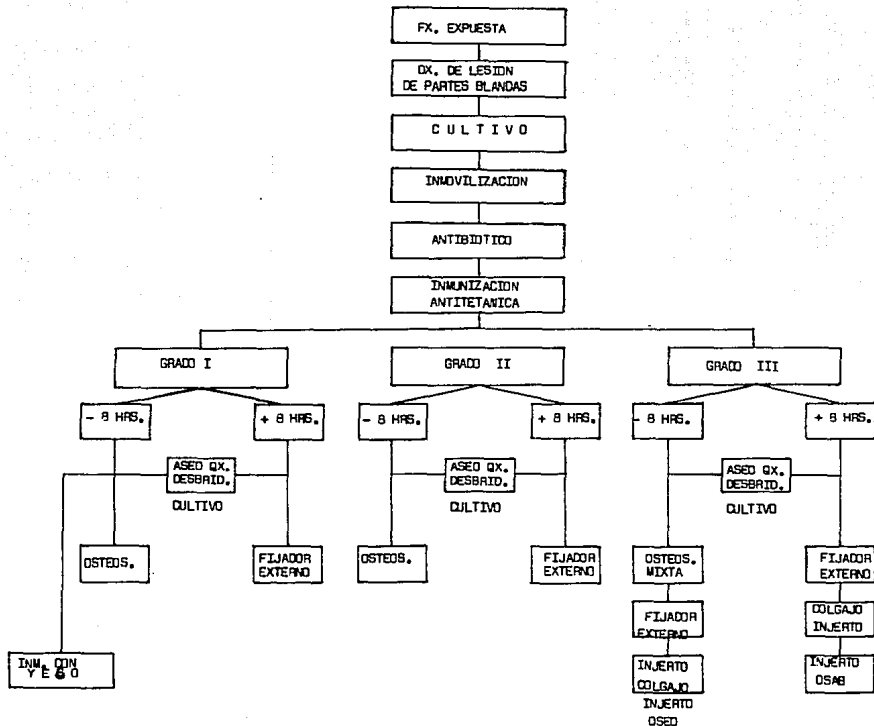 FX. EXPUESTA
DX. DE LESION
DE PARTES BLANDAS
C U L T I V O
INMOVILIZACION
ANTIBIOTICO
INMUNIZACION
ANTITETANICA
GRADO I
GRADO II
GRADO III
- 8 HRS.
+ 8 HRS.
- 8 HRS.
+ 8 HRS.
- 8 HRS.
+ 8 HRS.
ASEO QX.
DESBRID.
CULTIVO
ASEO QX.
DESBRID.
CULTIVO
ASEO QX.
DESBRID.
CULTIVO
OSTEOS.
FIJADOR
EXTERNO
OSTEOS.
FIJADOR
EXTERNO
OSTEOS.
MIXTA
FIJADOR
EXTERNO
FIJADOR
EXTERNO
COLGAJO
INJERTO
INM. CON
Y E S O
INJERTO
COLGAJO
INJERTO
OSEO
INJERTO